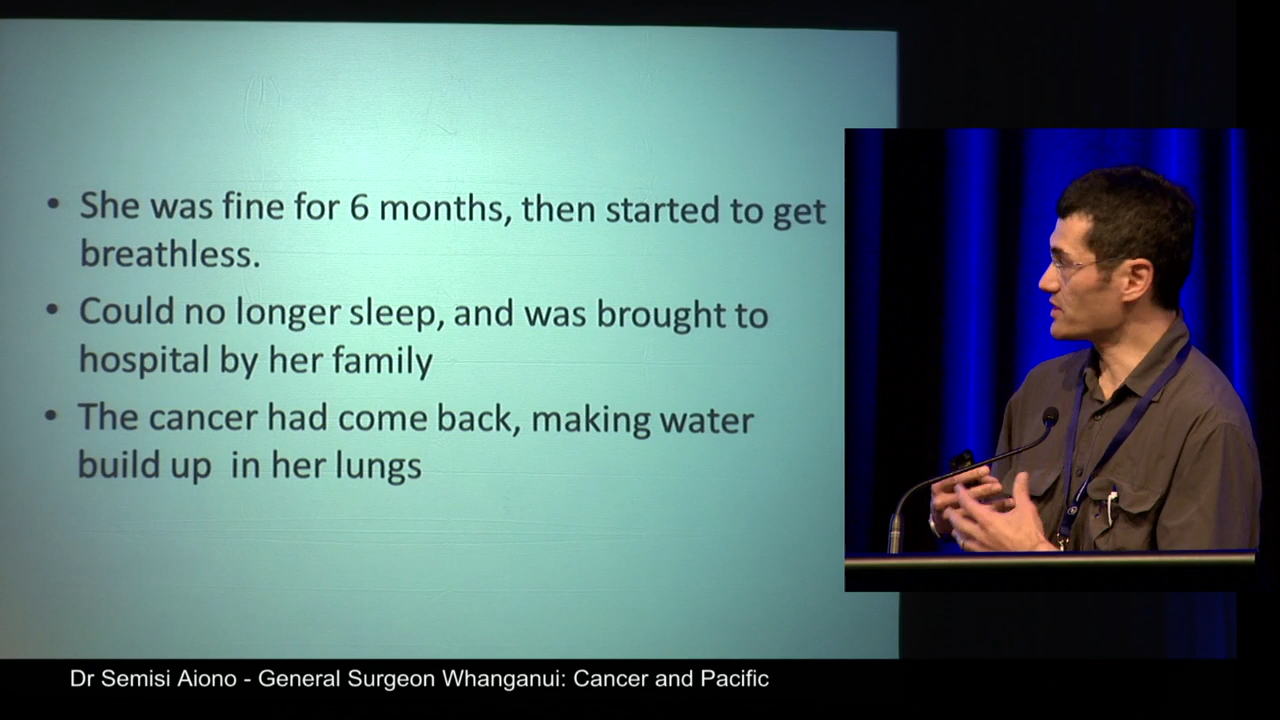 • She was fine for 6 months, then started to get
breathless.
• Could no longer sleep, and was brought to
hospital by her family
• The cancer had come back, making water
build up in her lungs
Dr Semisi Aiono - General Surgeon Whanganui: Cancer and Pacific